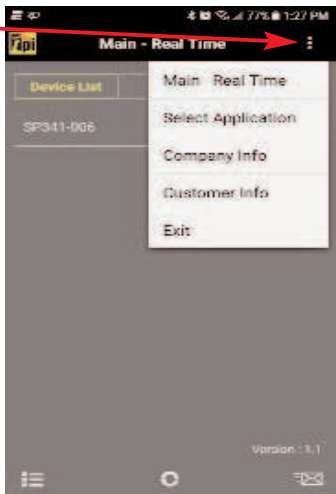 77% 1:27 PM
api Main - Real Time
Device List
SP341-006
Main - Real Time
Select Application
Company Info
Customer Info
Exit
Version : 1.1